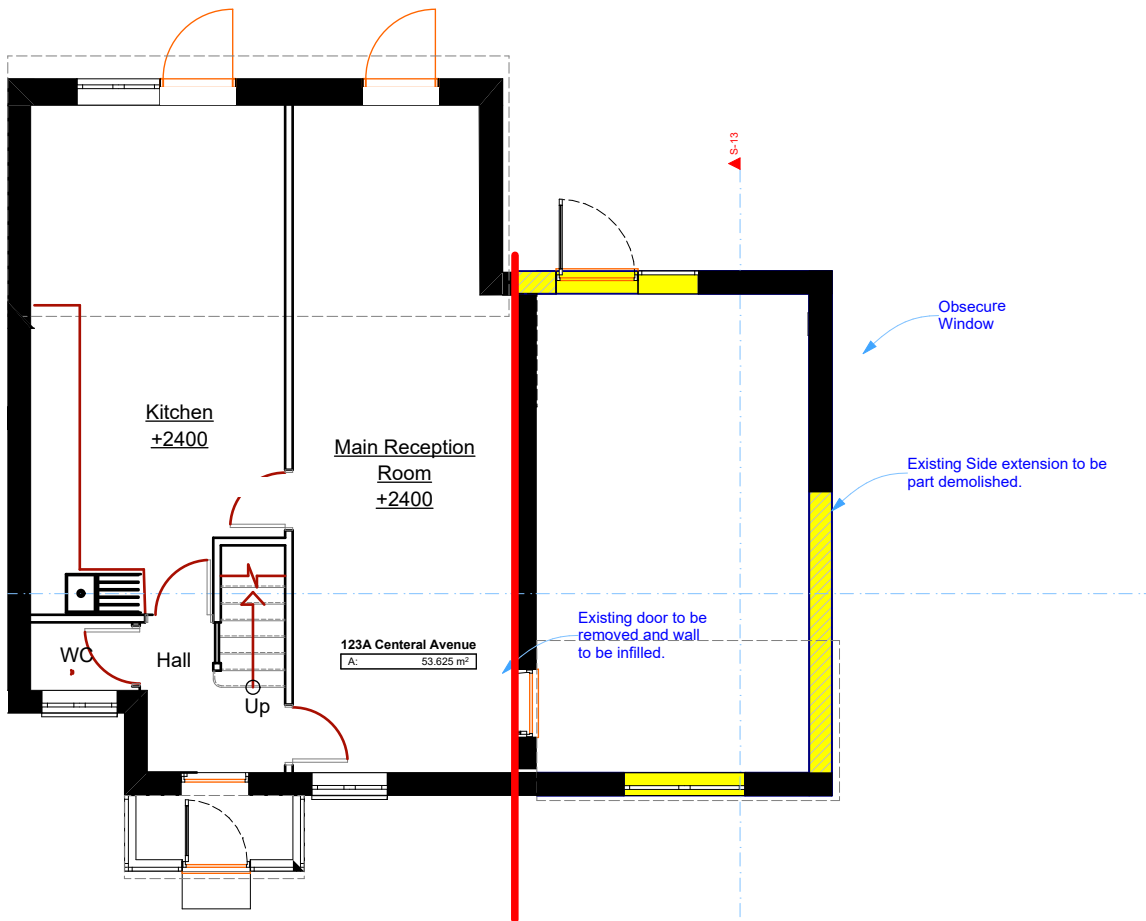 S-13
Obsecure
Window
Kitchen
+2400
Main Reception
Room
+2400
Existing Side extension to be
part demolished.
Existing door to be
removed and wall
to be infilled.
123A Centeral Avenue
A: 53.625 m²
WC
Hall
Up